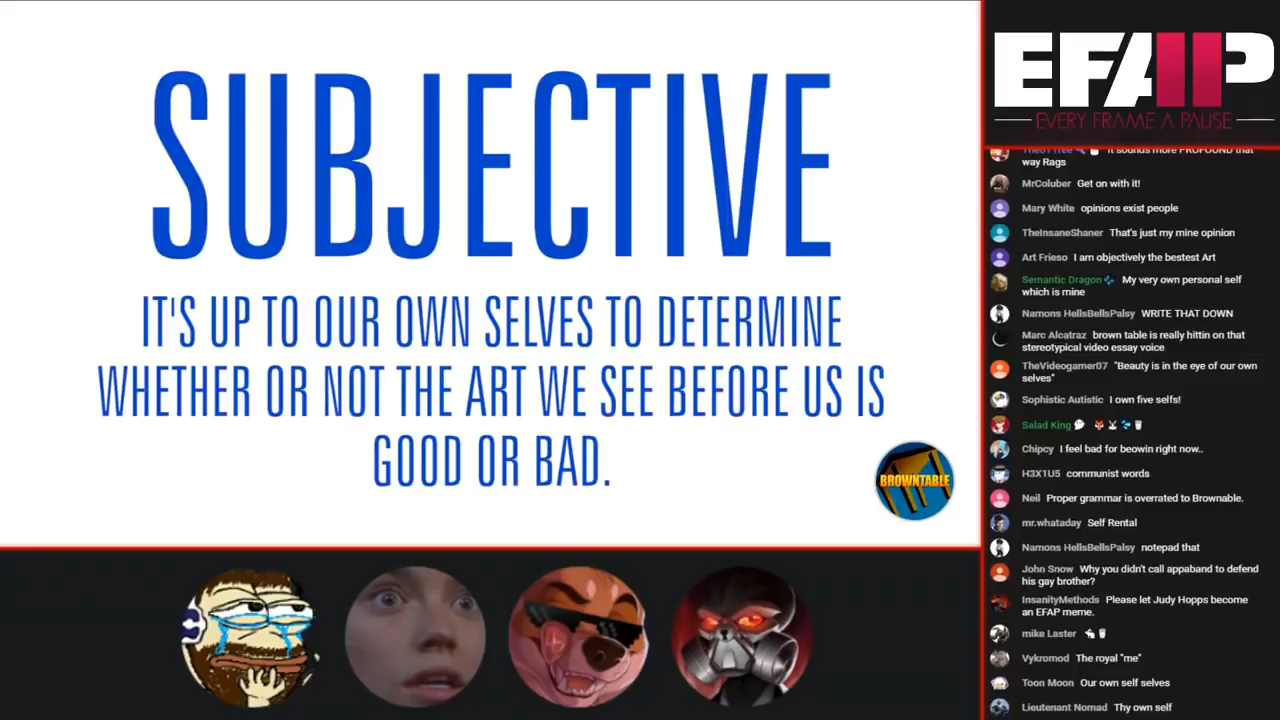 SUBJECTIVE
IT'S UP TO OUR OWN SELVES TO DETERMINE
WHETHER OR NOT THE ART WE SEE BEFORE US IS
GOOD OR BAD.
BROWNTABLE
EFAP
EVERY FRAME A PAUSE
It sounds more PROFOUND that
way Rags
MrColuber Get on with it!
Mary White opinions exist people
TheInsaneShaner That's just my mine opinion
Art Frieso I am objectively the bestest Art
Semantic Dragon My very own personal self
which is mine
Namons HellsBellsPalsy WRITE THAT DOWN
Marc Alcatraz brown table is really hittin on that
stereotypical video essay voice
TheVideogamer07 "Beauty is in the eye of our own
selves"
Sophistic Autistic I own five selfs!
Salad King
Chipcy I feel bad for beowin right now..
H3X1U5 communist words
Neil Proper grammar is overrated to Brownable.
mr.whataday Self Rental
Namons HellsBellsPalsy notepad that
John Snow Why you didn't call appaband to defend
his gay brother?
InsanityMethods Please let Judy Hopps become
an EFAP meme.
mike Laster
Vykromod The royal "me"
Toon Moon Our own self selves
Lieutenant Nomad Thy own self